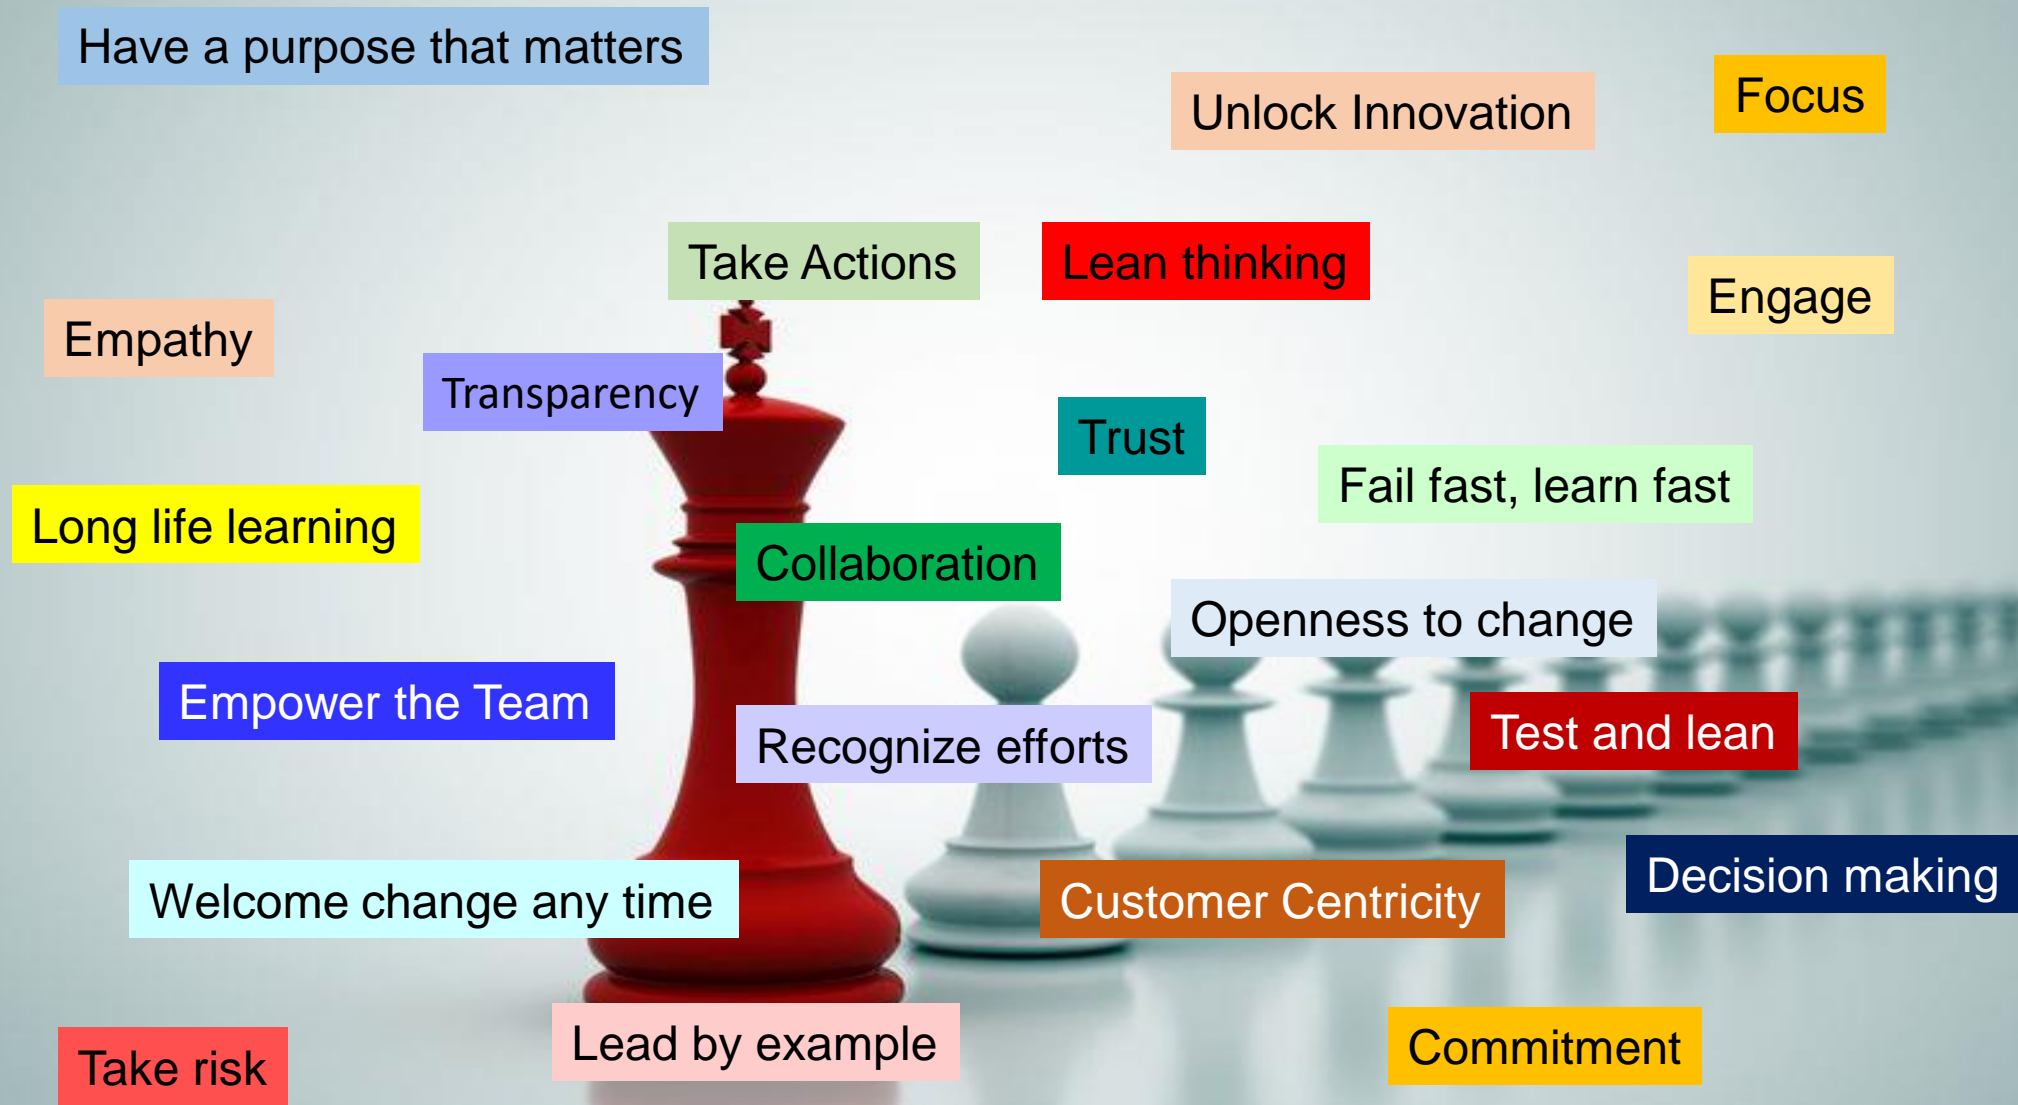 Have a purpose that matters
Unlock Innovation
Focus
Take Actions
Lean thinking
Engage
Empathy
Transparency
Trust
Fail fast, learn fast
Long life learning
Collaboration
Openness to change
Empower the Team
Recognize efforts
Test and lean
Welcome change any time
Customer Centricity
Decision making
Lead by example
Commitment
Take risk